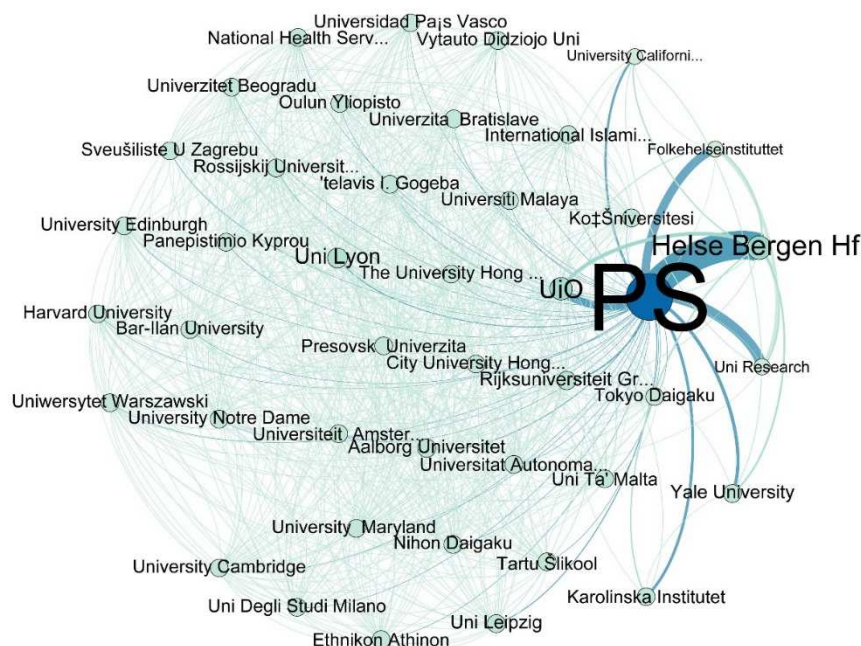 Universidad Pa¡s Vasco
National Health Serv...
Vytauto Didziojo Uni
University Californi...
Univerzitet Beogradu
Oulun Yliopisto
Univerzita Bratislave
International Islami...
Folkehelseinstituttet
Sveušiliste U Zagrebu
Rossijskij Universit...
'telavis I. Gogeba
Universiti Malaya
Ko‡Šniversitesi
University Edinburgh
Panepistimio Kyprou
Uni Lyon
The University Hong ...
Helse Bergen Hf
UiO
PS
Harvard University
Bar-Ilan University
Presovsk Univerzita
City University Hong...
Rijksuniversiteit Gr...
Uni Research
Tokyo Daigaku
Uniwersytet Warszawski
University Notre Dame
Universiteit Amster...
Aalborg Universitet
Universitat Autonoma...
Uni Ta' Malta
Yale University
University Maryland
Nihon Daigaku
Tartu Šlikool
University Cambridge
Karolinska Institutet
Uni Degli Studi Milano
Uni Leipzig
Ethnikon Athinon